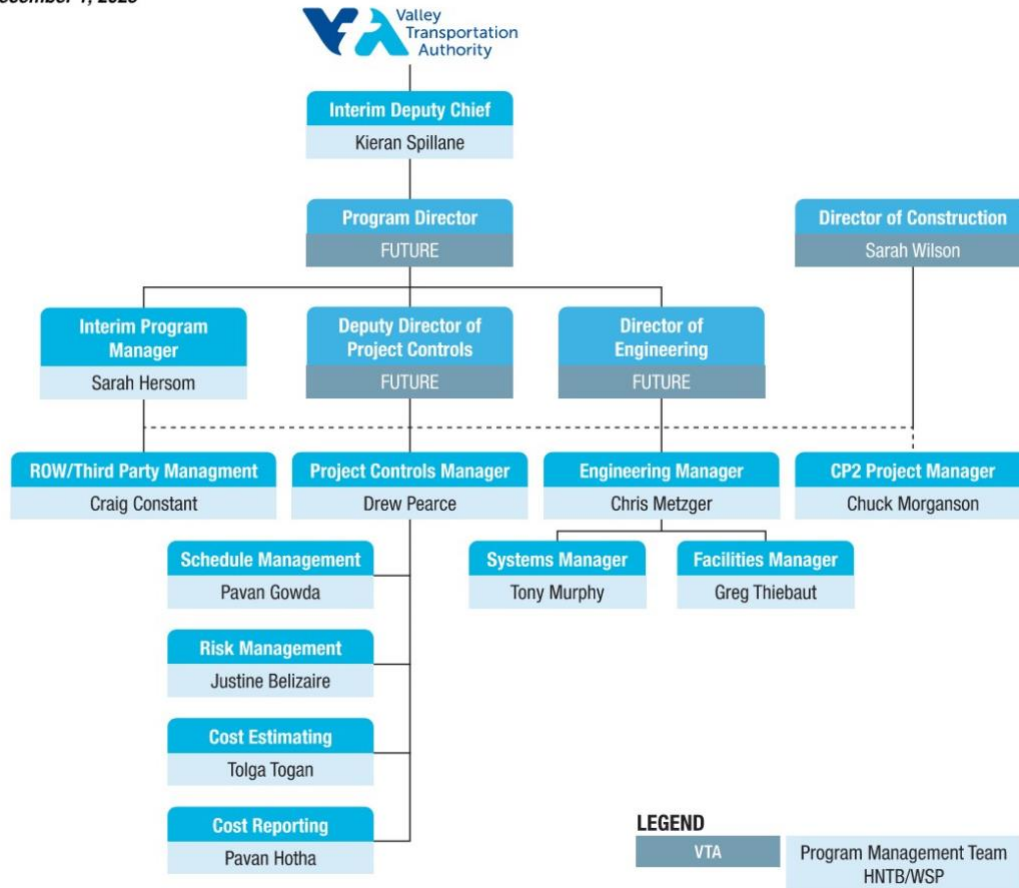 Valley
Transportation
Authority
Interim Deputy Chief
Kieran Spillane
Program Director
FUTURE
Director of Construction
Sarah Wilson
Interim Program
Manager
Sarah Hersom
Deputy Director of
Project Controls
FUTURE
Director of
Engineering
FUTURE
ROW/Third Party Managment
Craig Constant
Project Controls Manager
Drew Pearce
Engineering Manager
Chris Metzger
CP2 Project Manager
Chuck Morganson
Schedule Management
Pavan Gowda
Systems Manager
Tony Murphy
Facilities Manager
Greg Thiebaut
Risk Management
Justine Belizaire
Cost Estimating
Tolga Togan
Cost Reporting
Pavan Hotha
LEGEND
VTA
Program Management Team
HNTB/WSP